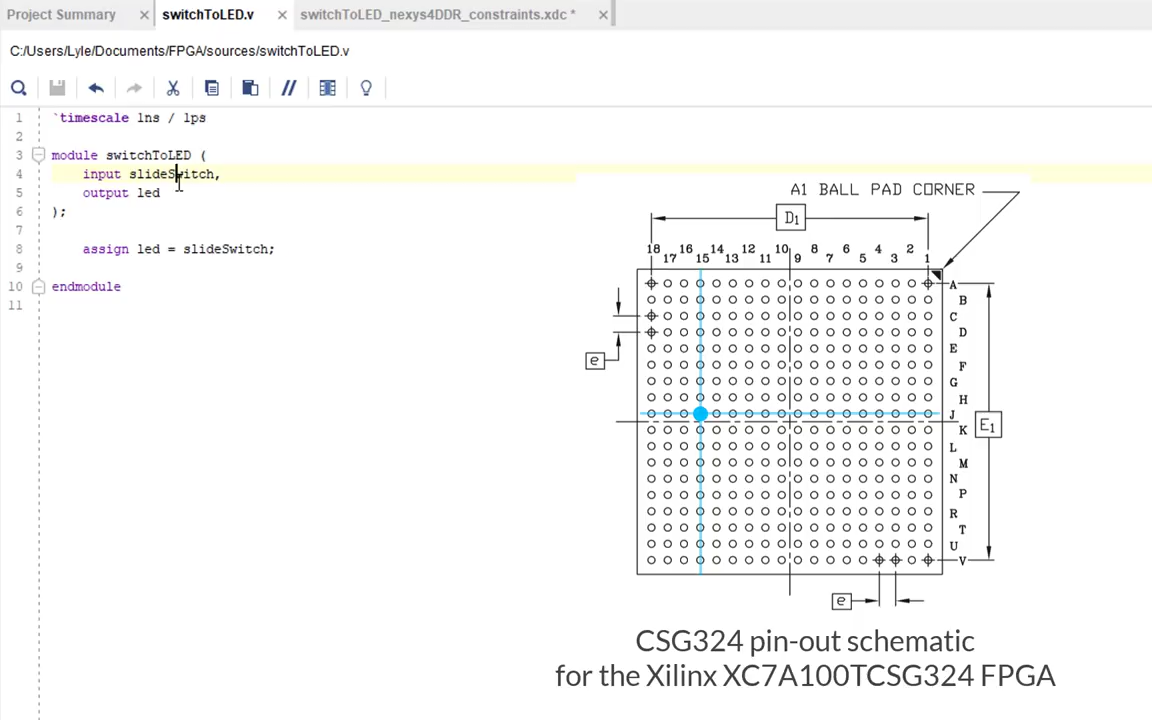 Project Summary × switchToLED.v × switchToLED_nexys4DDR_constraints.xdc * ×
C:/Users/Lyle/Documents/FPGA/sources/switchToLED.v
1 `timescale 1ns / 1ps
2
3 module switchToLED (
4 input slideSwitch,
5 output led
6 );
7
8 assign led = slideSwitch;
9
10 endmodule
11
A1 BALL PAD CORNER
D1
18 16 14 12 10 8 6 4 2
17 15 13 11 9 7 5 3 1
A
B
C
D
E
e
F
G
H
J
K
E1
L
M
N
P
R
T
U
V
e
CSG324 pin-out schematic
for the Xilinx XC7A100TCSG324 FPGA